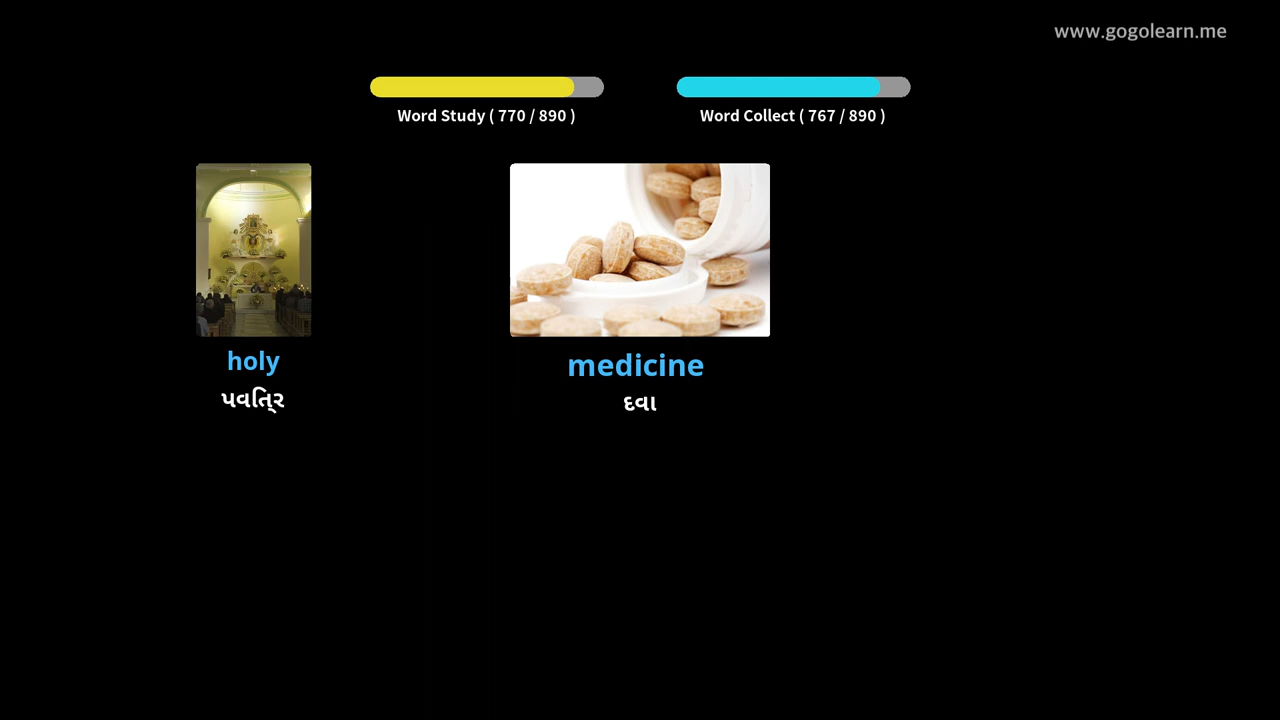 www.gogolearn.me
Word Study ( 770 / 890 )
Word Collect ( 767 / 890 )
holy
પવિત્ર
medicine
દવા